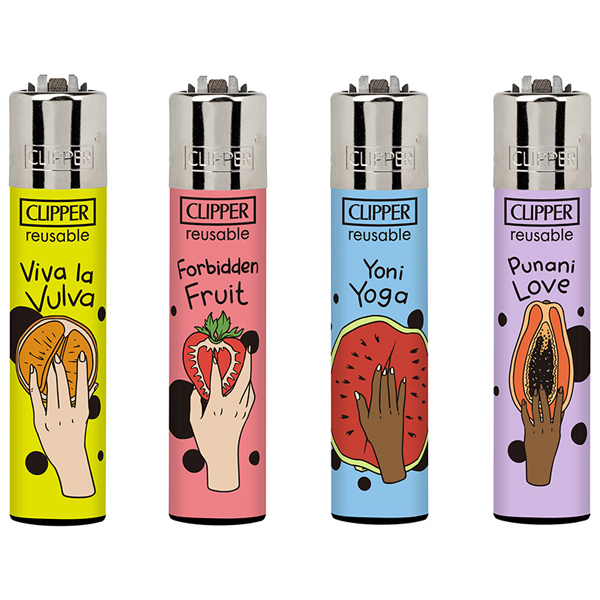 CLIPPER
CLIPPER
reusable
Viva la
Vulva
CLIPPER
CLIPPER
reusable
Forbidden
Fruit
CLIPPER
CLIPPER
reusable
Yoni
Yoga
CLIPPER
CLIPPER
reusable
Punani
Love